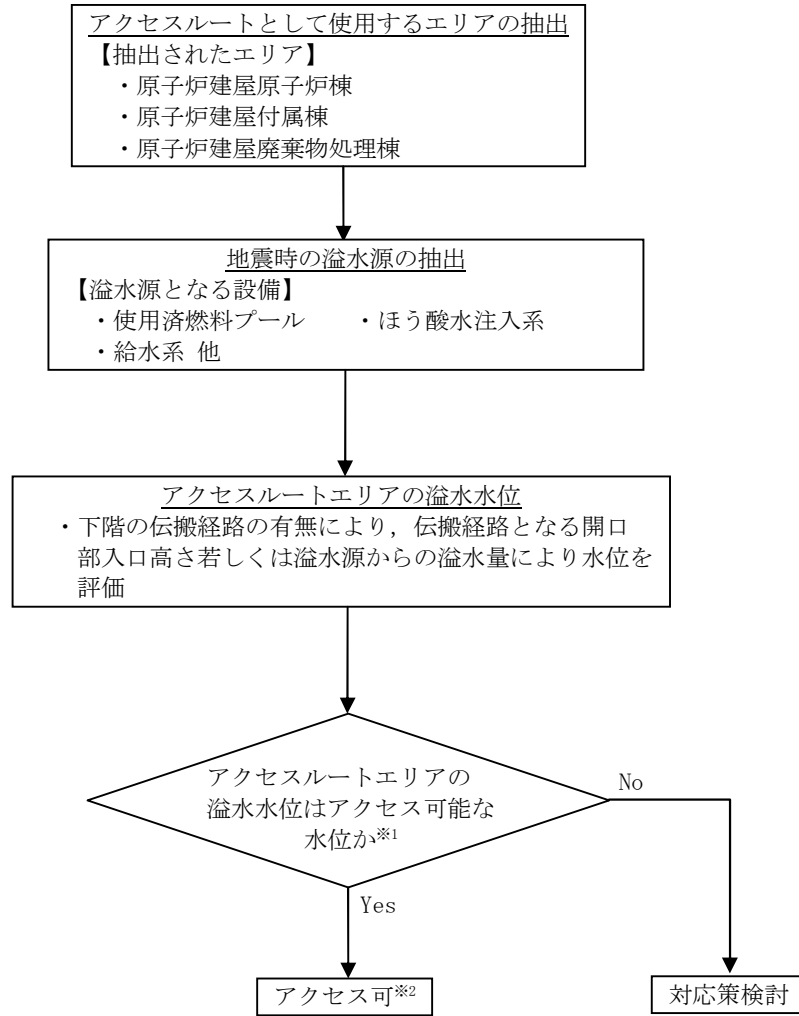 アクセスルートとして使用するエリアの抽出
【抽出されたエリア】
・原子炉建屋原子炉棟
・原子炉建屋付属棟
・原子炉建屋廃棄物処理棟
地震時の溢水源の抽出
【溢水源となる設備】
・使用済燃料プール ・ほう酸水注入系
・給水系 他
アクセスルートエリアの溢水水位
・下階の伝搬経路の有無により，伝搬経路となる開口
部入口高さ若しくは溢水源からの溢水量により水位を
評価
アクセスルートエリアの
溢水水位はアクセス可能な
水位か※1
No
Yes
アクセス可※2
対応策検討